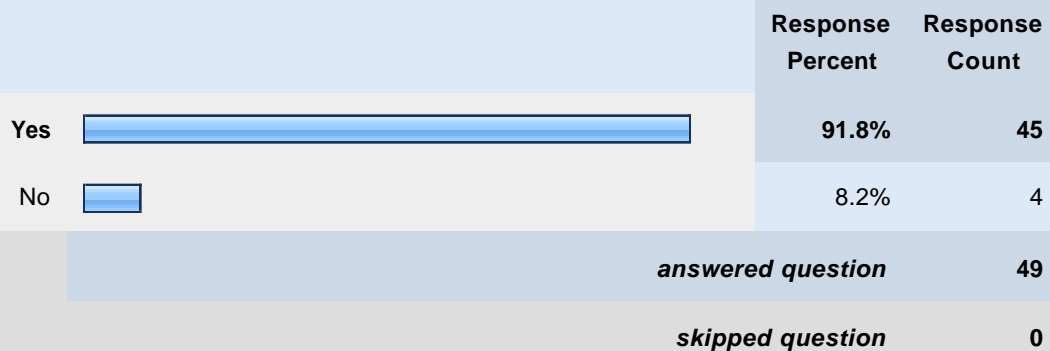 Response Response
Percent Count
Yes 91.8% 45
No 8.2% 4
answered question 49
skipped question 0